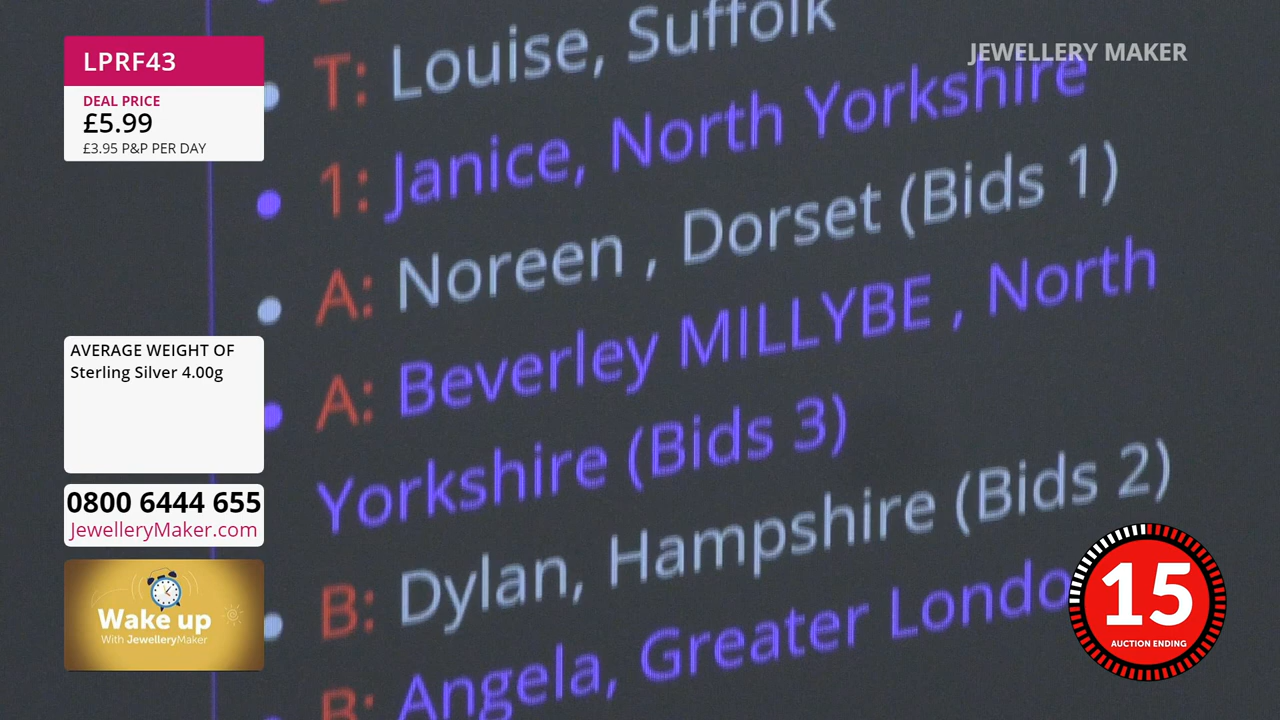 LPRF43
DEAL PRICE
£5.99
£3.95 P&P PER DAY
JEWELLERY MAKER
T: Louise, Suffolk
1: Janice, North Yorkshire
A: Noreen , Dorset (Bids 1)
A: Beverley MILLYBE , North
Yorkshire (Bids 3)
B: Dylan, Hampshire (Bids 2)
B: Angela, Greater Londo
AVERAGE WEIGHT OF
Sterling Silver 4.00g
0800 6444 655
JewelleryMaker.com
Wake up
With JewelleryMaker
15
AUCTION ENDING